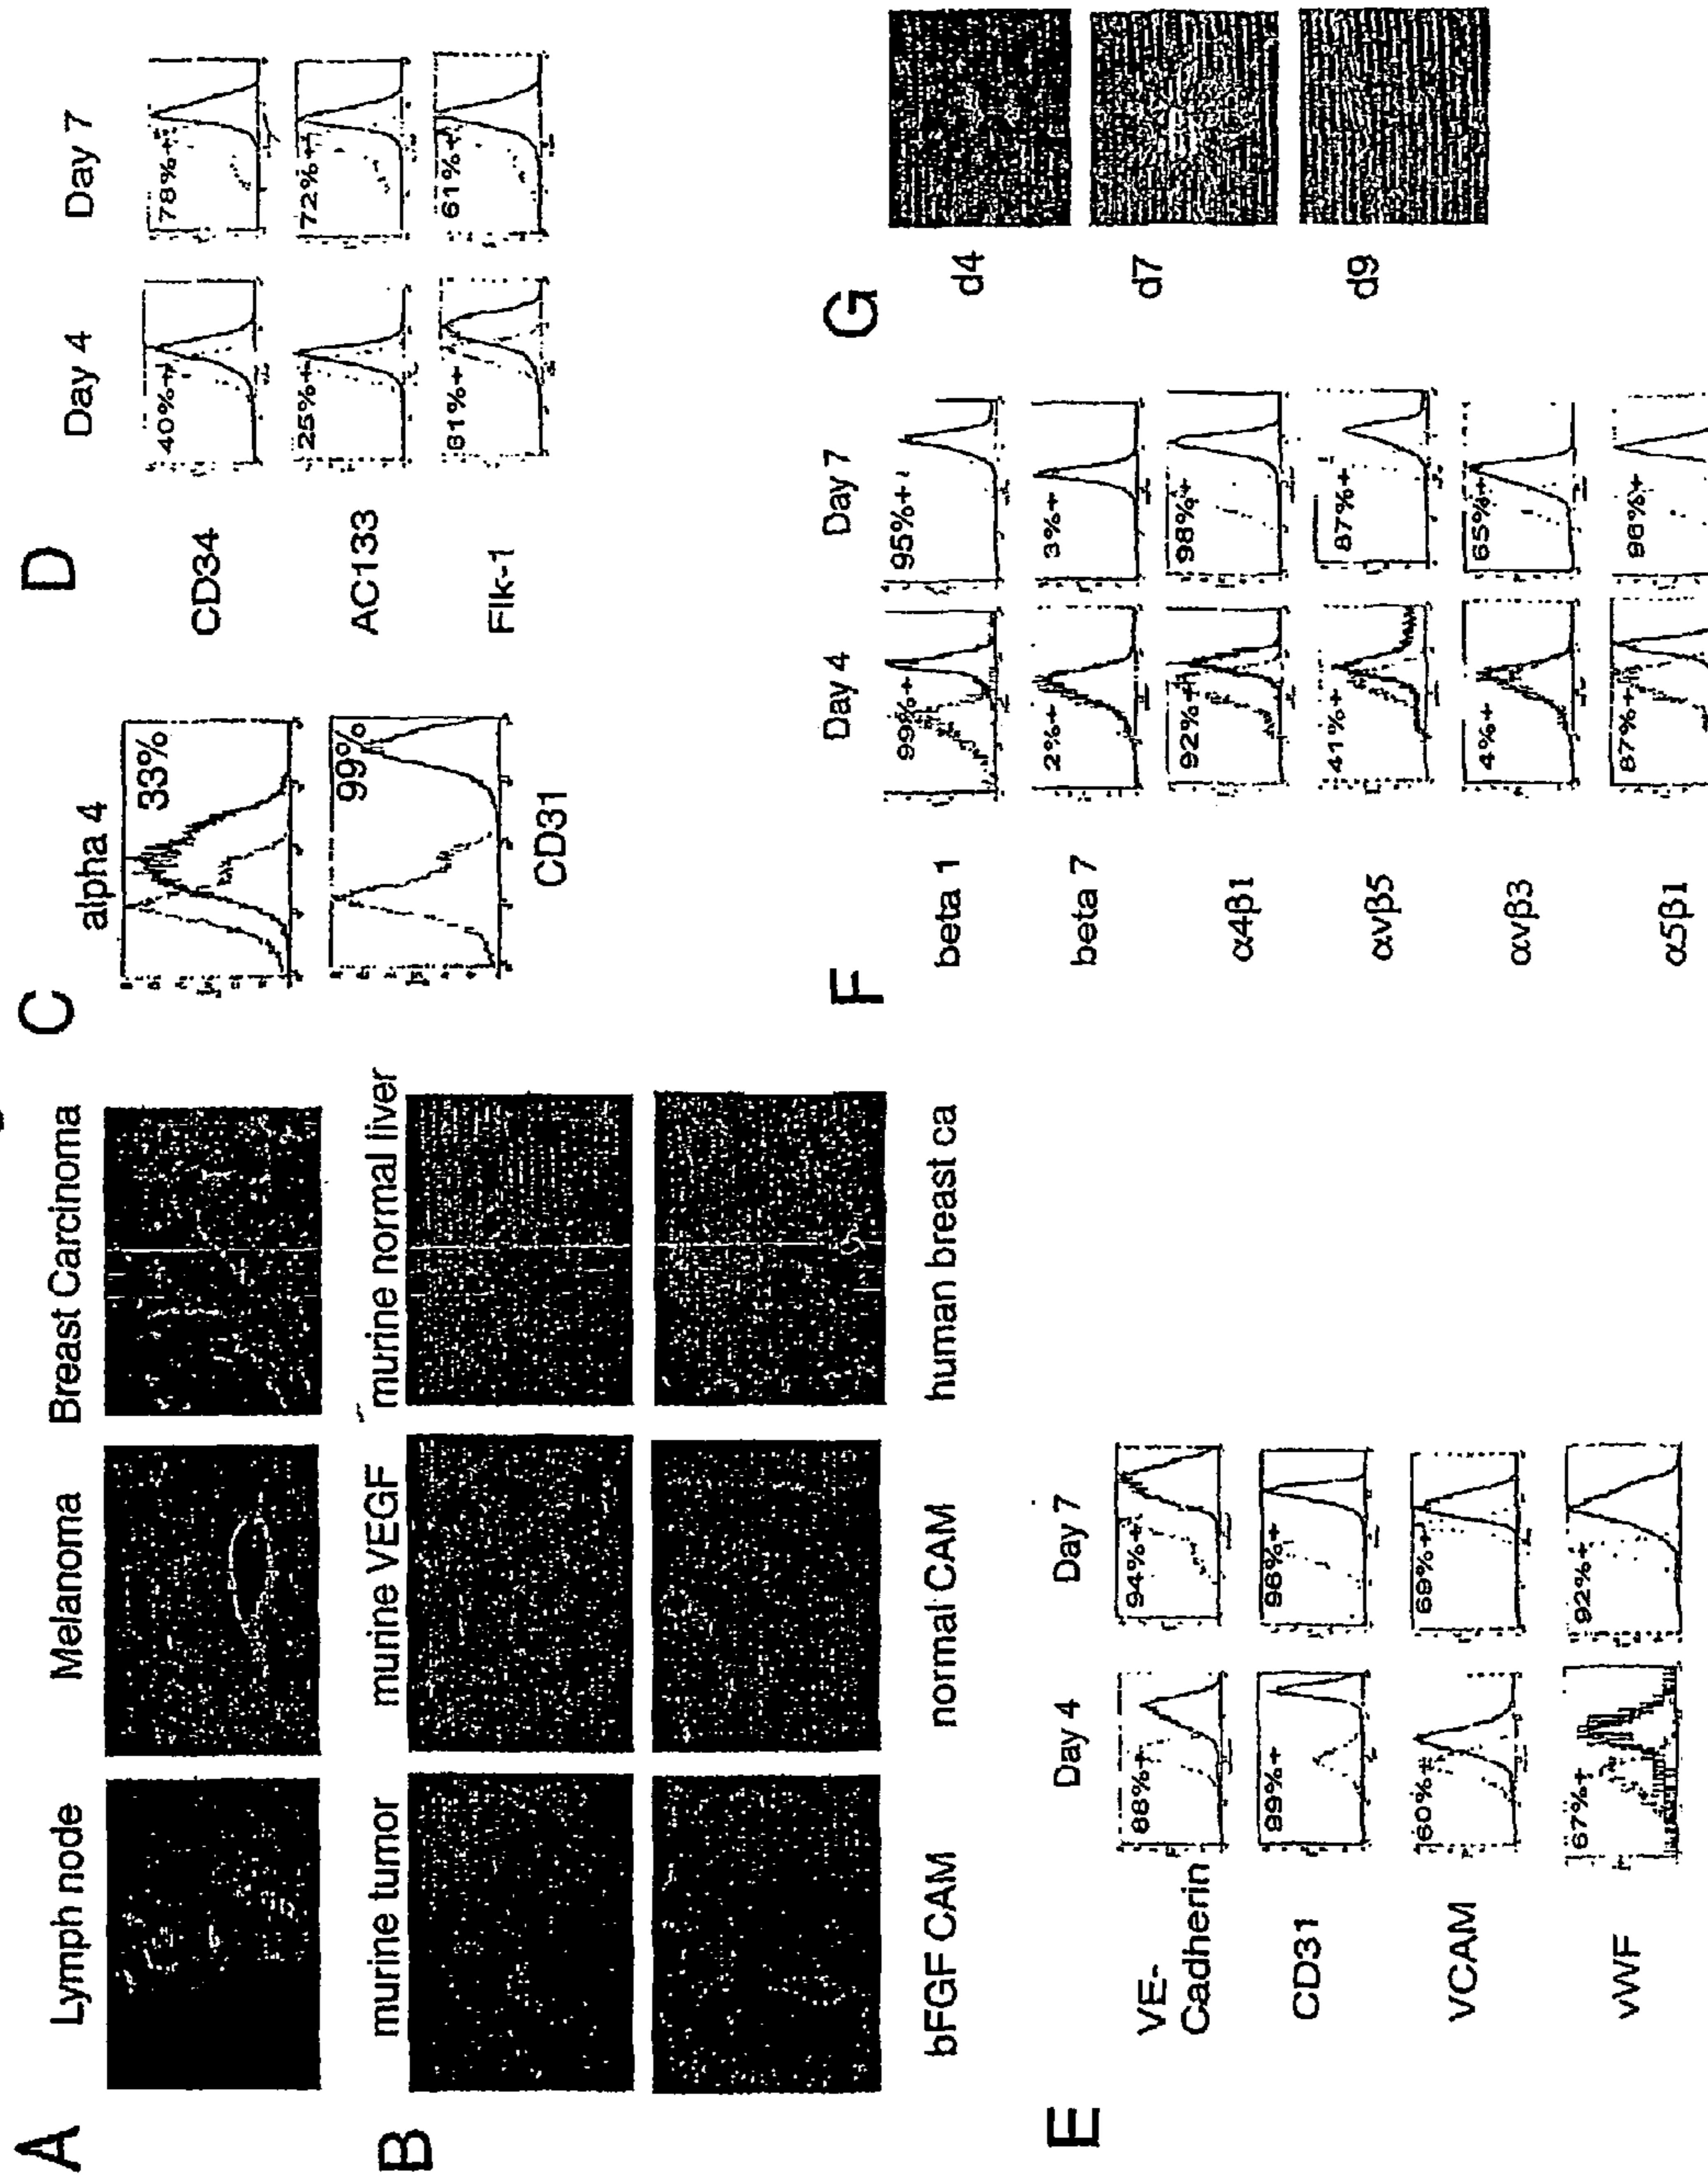 A
Lymph node Melanoma Breast Carcinoma
B
murine tumor murine VEGF murine normal liver
bFGF CAM normal CAM human breast ca
C
alpha 4
33%
99%
CD31
D
Day 4 Day 7
CD34 40%+ 78%+
AC133 25%+ 72%+
Flk-1 81%+ 61%+
E
Day 4 Day 7
VE-
Cadherin 88%+ 94%+
CD31 99%+ 98%+
VCAM 60%+ 69%+
vWF 67%+ 92%+
F
Day 4 Day 7
beta 1 99%+ 95%+
beta 7 2%+ 3%+
α4β1 92%+ 98%+
αvβ5 41%+ 87%+
αvβ3 4%+ 65%+
α5β1 87%+ 98%+
G
d4
d7
d9